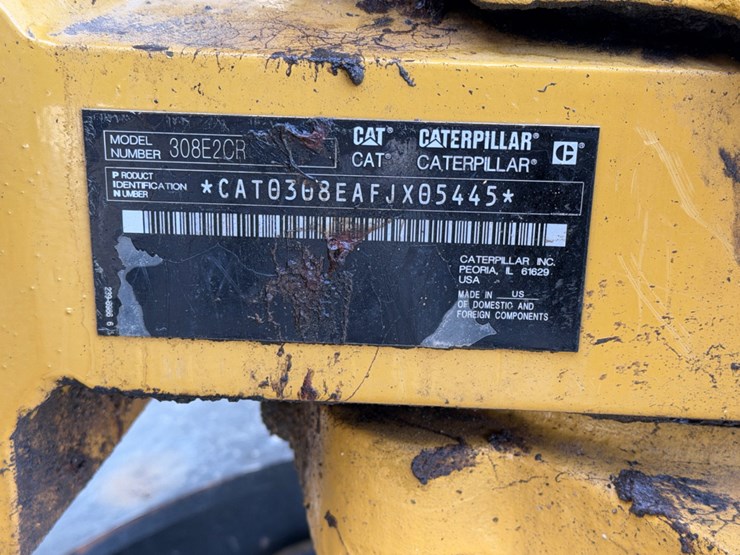 MODEL NUMBER 308E2CR
CAT® CATERPILLAR®
CAT® CATERPILLAR®
PRODUCT IDENTIFICATION NUMBER
*CAT0308EAFJX05445*
CATERPILLAR INC.
PEORIA, IL 61629
USA
MADE IN US
OF DOMESTIC AND
FOREIGN COMPONENTS